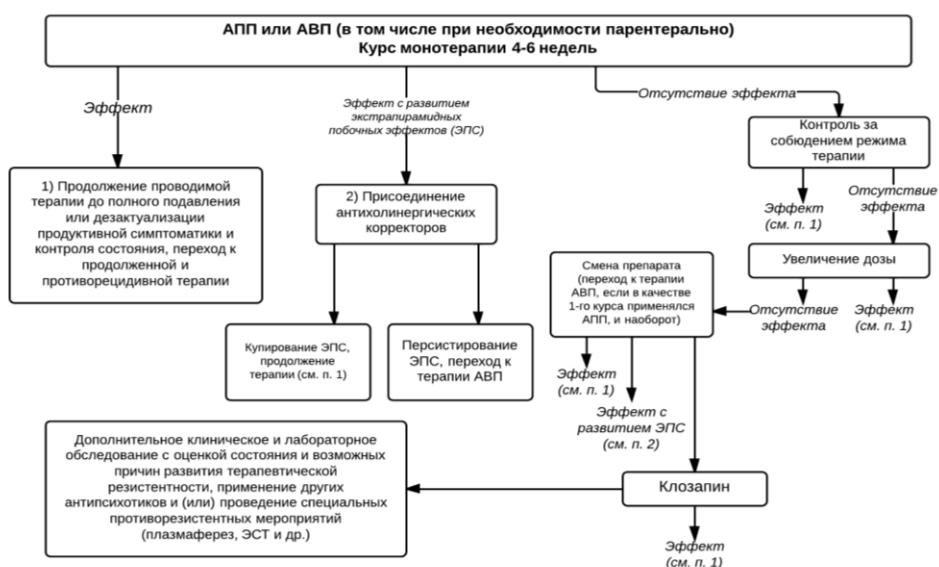 АПП или АВП (в том числе при необходимости парентерально)
Курс монотерапии 4-6 недель
Эффект
Эффект с развитием
экстрапирамидных
побочных эффектов (ЭПС)
Отсутствие эффекта
Контроль за
собюдением режима
терапии
1) Продолжение проводимой
терапии до полного подавления
или дезактуализации
продуктивной симптоматики и
контроля состояния, переход к
продолженной и
противорецидивной терапии
2) Присоединение
антихолинергических
корректоров
Эффект
(см. п. 1)
Отсутствие
эффекта
Увеличение дозы
Смена препарата
(переход к терапии
АВП, если в качестве
1-го курса применялся
АПП, и наоборот)
Отсутствие
эффекта
Эффект
(см. п. 1)
Купирование ЭПС,
продолжение
терапии (см. п. 1)
Персистирование
ЭПС, переход к
терапии АВП
Эффект
(см. п. 1)
Эффект с
развитием ЭПС
(см. п. 2)
Дополнительное клиническое и лабораторное
обследование с оценкой состояния и возможных
причин развития терапевтической
резистентности, применение других
антипсихотиков и (или) проведение специальных
противорезистентных мероприятий
(плазмаферез, ЭСТ и др.)
Клозапин
Эффект
(см. п. 1)